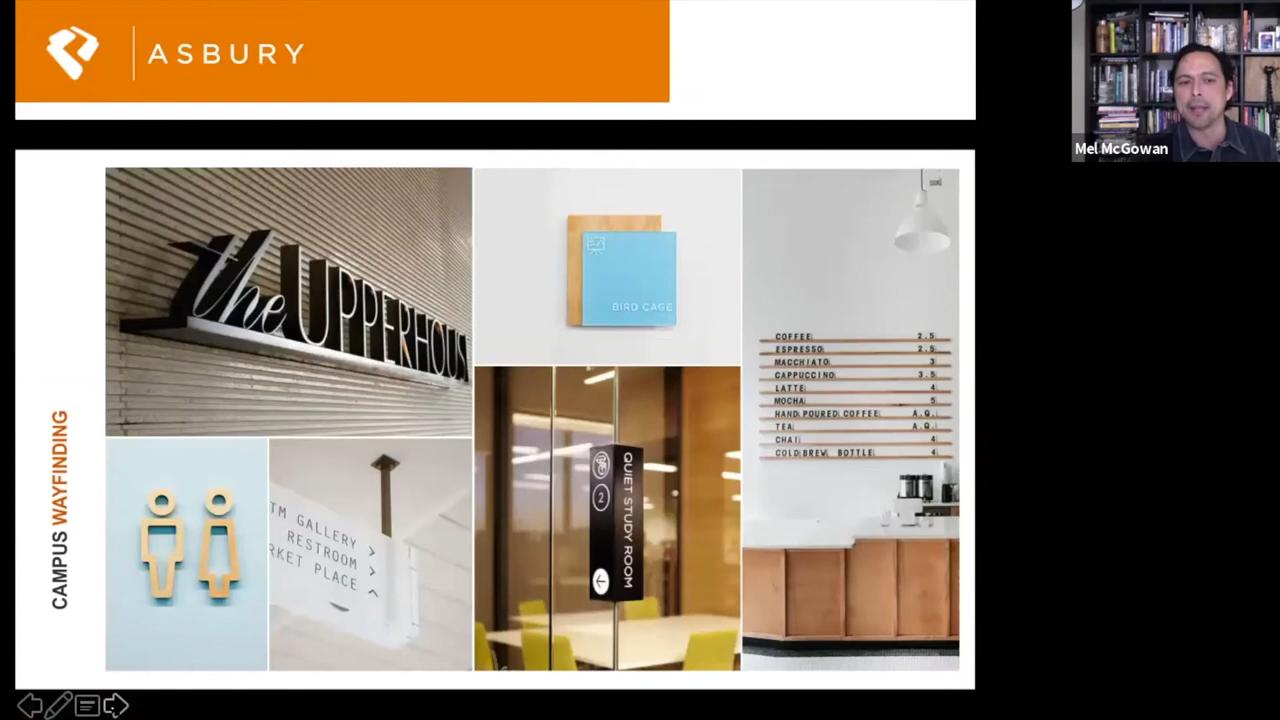 ASBURY
Mel McGowan
CAMPUS WAYFINDING
the UPPERHOUS
BIRD CAGE
TM GALLERY >
RESTROOM >
RKET PLACE ^
QUIET STUDY ROOM
2
COFFEE 2.5
ESPRESSO 2.5
MACCHIATO 3
CAPPUCCINO 3.5
LATTE 4
MOCHA 5
HAND POURED COFFEE A.Q.
TEA A.Q.
CHAI 4
COLD BREW BOTTLE 4